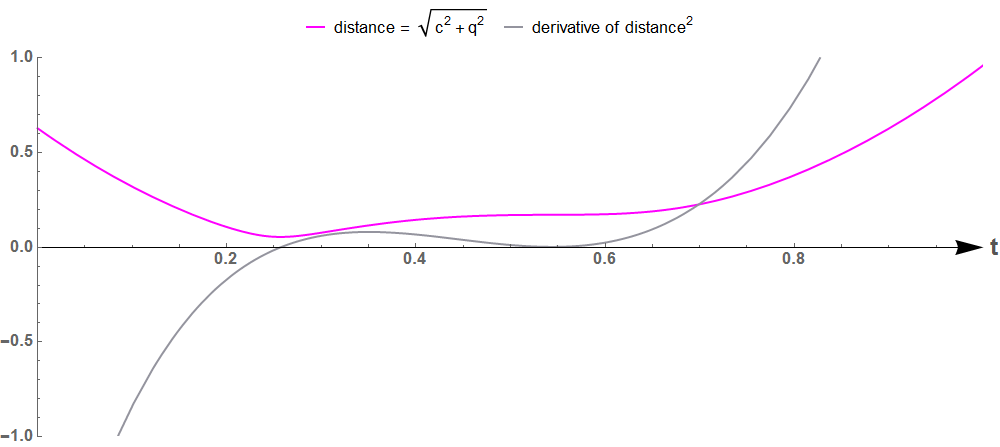 distance = √c² + q² derivative of distance²
1.0
0.5
0.0
-0.5
-1.0
0.2 0.4 0.6 0.8 t